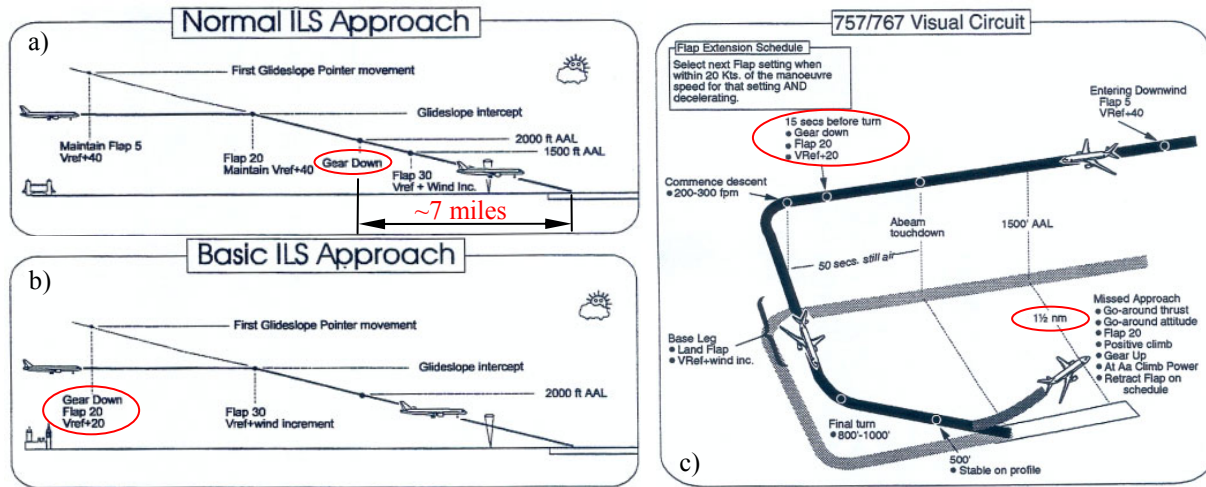 Normal ILS Approach
a)
First Glideslope Pointer movement
Glideslope intercept
2000 ft AAL
1500 ft AAL
Maintain Flap 5
Vref+40
Flap 20
Maintain Vref+40
Gear Down
Flap 30
Vref + Wind Inc.
~7 miles
Basic ILS Approach
b)
First Glideslope Pointer movement
Glideslope intercept
2000 ft AAL
Gear Down
Flap 20
Vref+20
Flap 30
Vref+wind increment
757/767 Visual Circuit
Flap Extension Schedule
Select next Flap setting when
within 20 Kts. of the manoeuvre
speed for that setting AND
decelerating.
Entering Downwind
Flap 5
VRef+40
15 secs before turn
• Gear down
• Flap 20
• VRef+20
Commence descent
• 200-300 fpm
Abeam
touchdown
1500' AAL
50 secs. still air
1½ nm
Missed Approach
• Go-around thrust
• Go-around attitude
• Flap 20
• Positive climb
• Gear Up
• At Aa Climb Power
• Retract Flap on
schedule
Base Leg
• Land Flap
• VRef+wind inc.
Final turn
• 800'-1000'
500'
• Stable on profile
c)